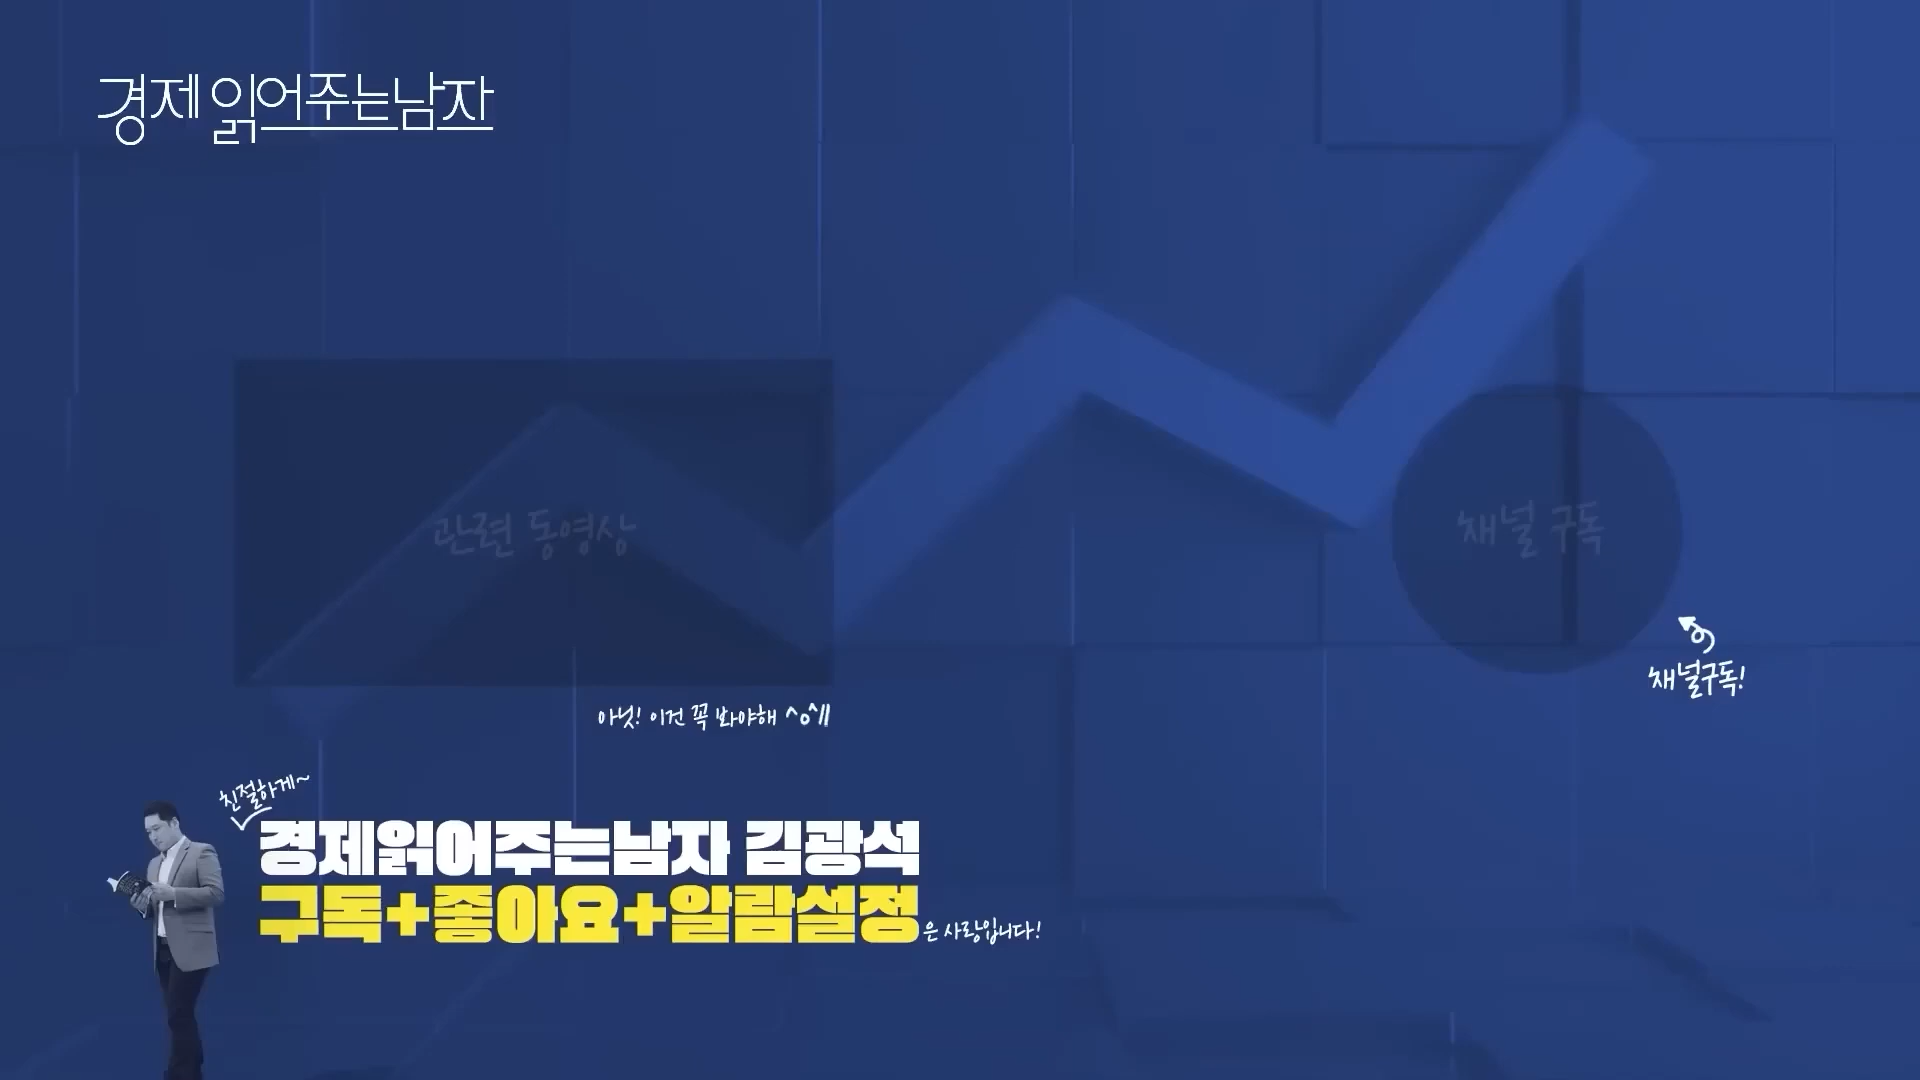 경제 읽어주는남자
관련 동영상
채널 구독
채널구독!
아닛! 이건 꼭 봐야해 ^o^//
친절하게~
경제읽어주는남자 김광석
구독+좋아요+알람설정은 사랑입니다!